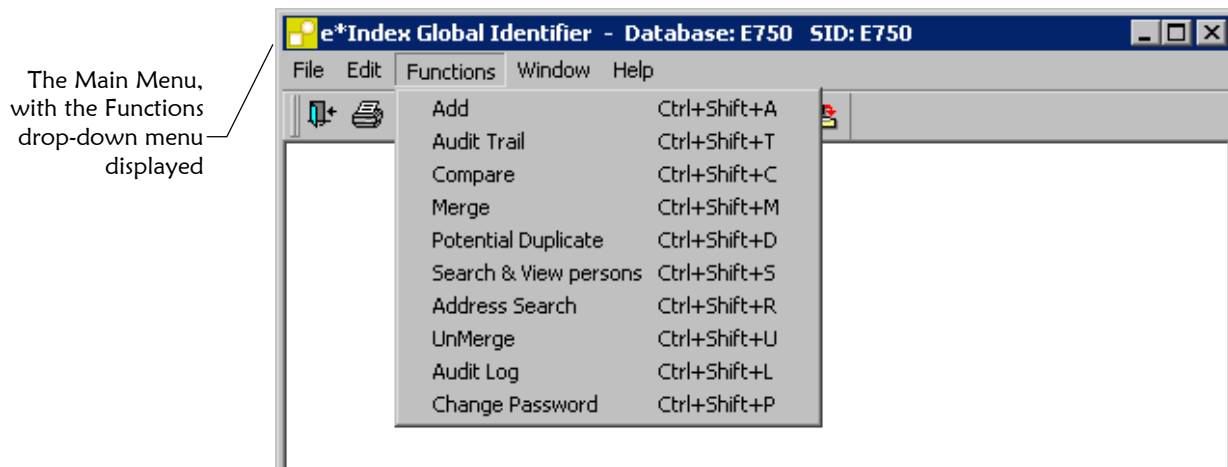 e*Index Global Identifier - Database: E750 SID: E750
The Main Menu,
with the Functions
drop-down menu
displayed
File Edit Functions Window Help
Add Ctrl+Shift+A
Audit Trail Ctrl+Shift+T
Compare Ctrl+Shift+C
Merge Ctrl+Shift+M
Potential Duplicate Ctrl+Shift+D
Search & View persons Ctrl+Shift+S
Address Search Ctrl+Shift+R
UnMerge Ctrl+Shift+U
Audit Log Ctrl+Shift+L
Change Password Ctrl+Shift+P